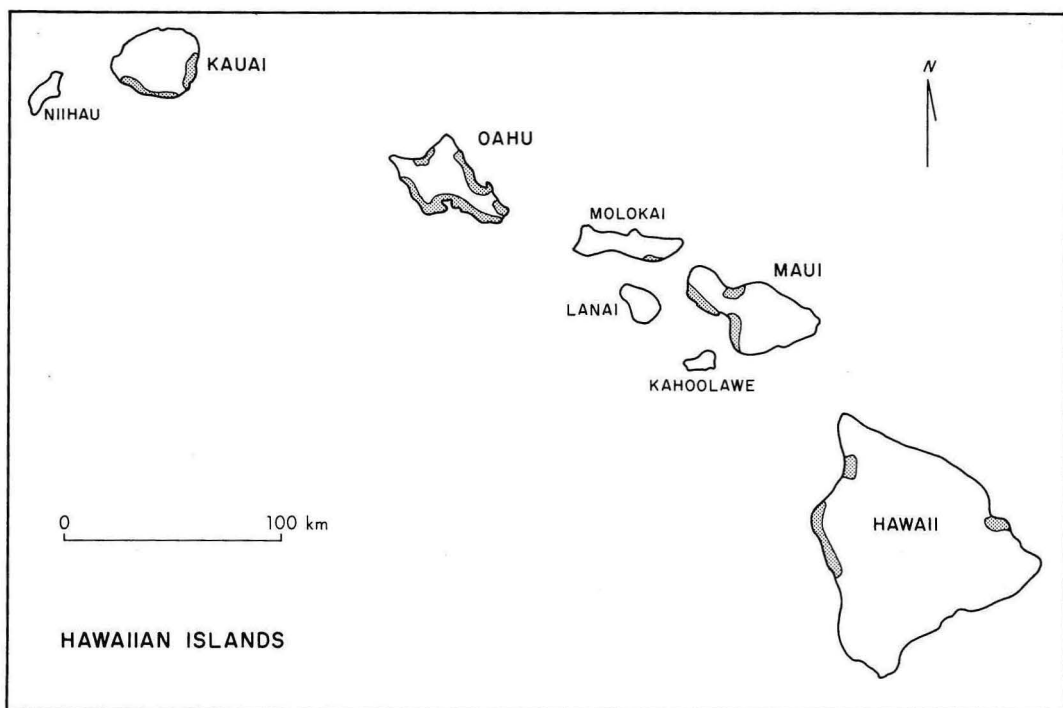 KAUAI
NIIHAU
N
OAHU
MOLOKAI
MAUI
LANAI
KAHOOLAWE
0 100 km
HAWAII
HAWAIIAN ISLANDS